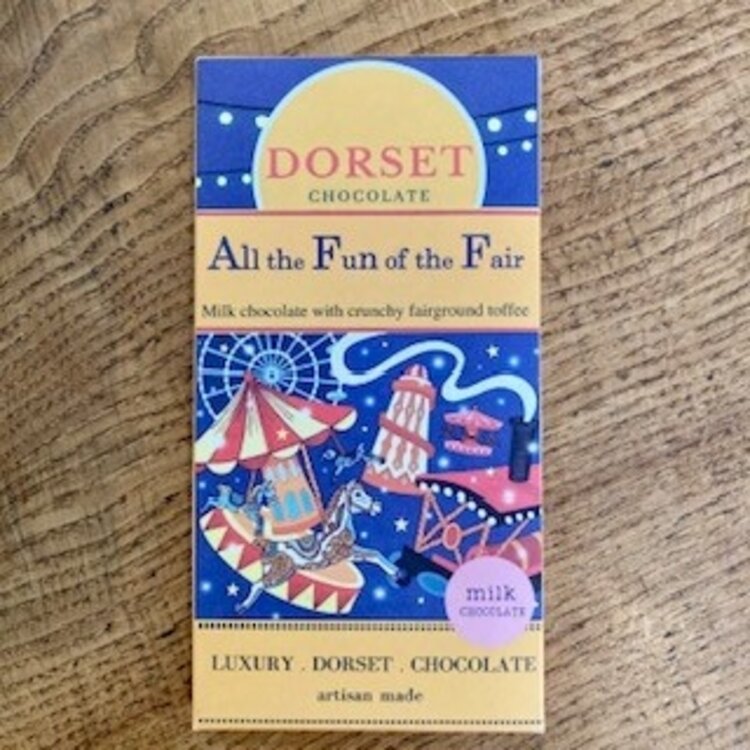 DORSET
CHOCOLATE
All the Fun of the Fair
Milk chocolate with crunchy fairground toffee
milk
CHOCOLATE
LUXURY . DORSET . CHOCOLATE
artisan made